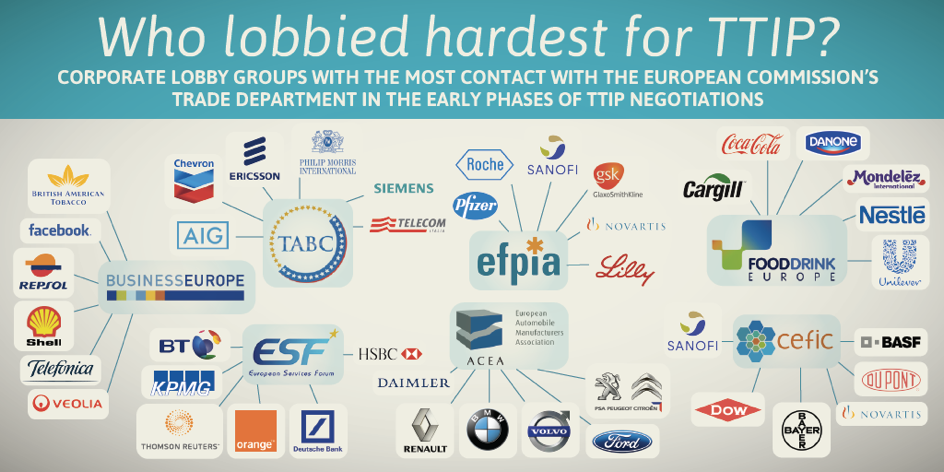 Who lobbied hardest for TTIP?
CORPORATE LOBBY GROUPS WITH THE MOST CONTACT WITH THE EUROPEAN COMMISSION'S
TRADE DEPARTMENT IN THE EARLY PHASES OF TTIP NEGOTIATIONS
BRITISH AMERICAN
TOBACCO
facebook
REPSOL
Shell
Telefónica
VEOLIA
BUSINESSEUROPE
Chevron
ERICSSON
PHILIP MORRIS
INTERNATIONAL
SIEMENS
AIG
TELECOM
ITALIA
TABC
Roche
SANOFI
gsk
GlaxoSmithKline
Pfizer
NOVARTIS
efpia
Lilly
Coca-Cola
DANONE
Cargill
Mondelēz
International
Nestlé
FOODDRINK
EUROPE
Unilever
BT
ESF
European Services Forum
HSBC
KPMG
THOMSON REUTERS
orange
Deutsche Bank
European
Automobile
Manufacturers
Association
ACEA
DAIMLER
RENAULT
BMW
VOLVO
Ford
PSA PEUGEOT CITROËN
SANOFI
cefic
BASF
DUPONT
NOVARTIS
DOW
BAYER
BAYER